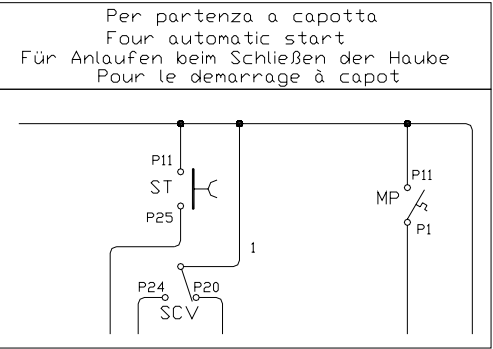 Per partenza a capotta
Four automatic start
Für Anlaufen beim Schließen der Haube
Pour le demarrage à capot
P11
ST
P25
P11
MP
P1
1
P24
P20
SCV